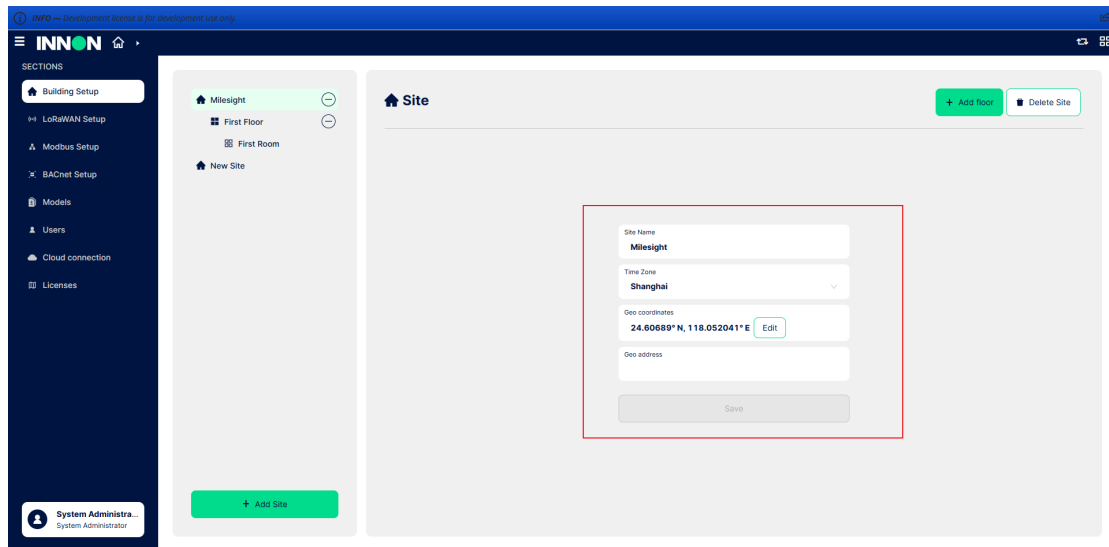 INFO — Development license is for development use only.
INNON
SECTIONS
Building Setup
LoRaWAN Setup
Modbus Setup
BACnet Setup
Models
Users
Cloud connection
Licenses
System Administra...
System Administrator
Milesight
First Floor
First Room
New Site
+ Add Site
Site
+ Add floor
Delete Site
Site Name
Milesight
Time Zone
Shanghai
Geo coordinates
24.60689° N, 118.052041° E Edit
Geo address
Save